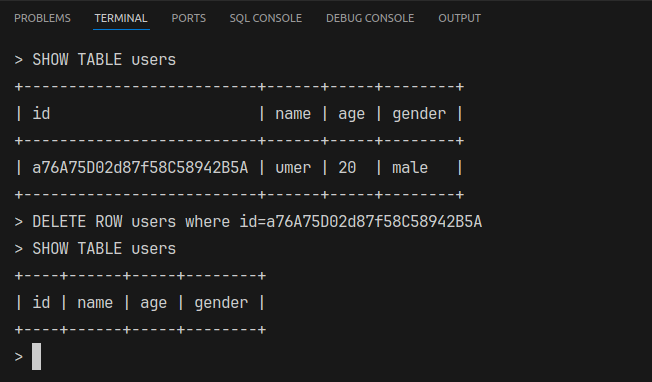 PROBLEMS TERMINAL PORTS SQL CONSOLE DEBUG CONSOLE OUTPUT
> SHOW TABLE users
+--------------------------+------+-----+--------+
| id                       | name | age | gender |
+--------------------------+------+-----+--------+
| a76A75D02d87f58C58942B5A | umer | 20  | male   |
+--------------------------+------+-----+--------+
> DELETE ROW users where id=a76A75D02d87f58C58942B5A
> SHOW TABLE users
+----+------+-----+--------+
| id | name | age | gender |
+----+------+-----+--------+
>